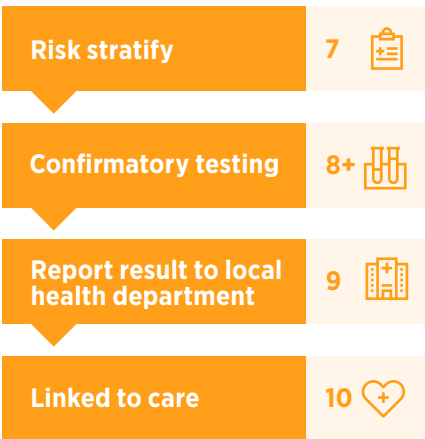 Risk stratify 7
Confirmatory testing 8+
Report result to local
health department 9
Linked to care 10